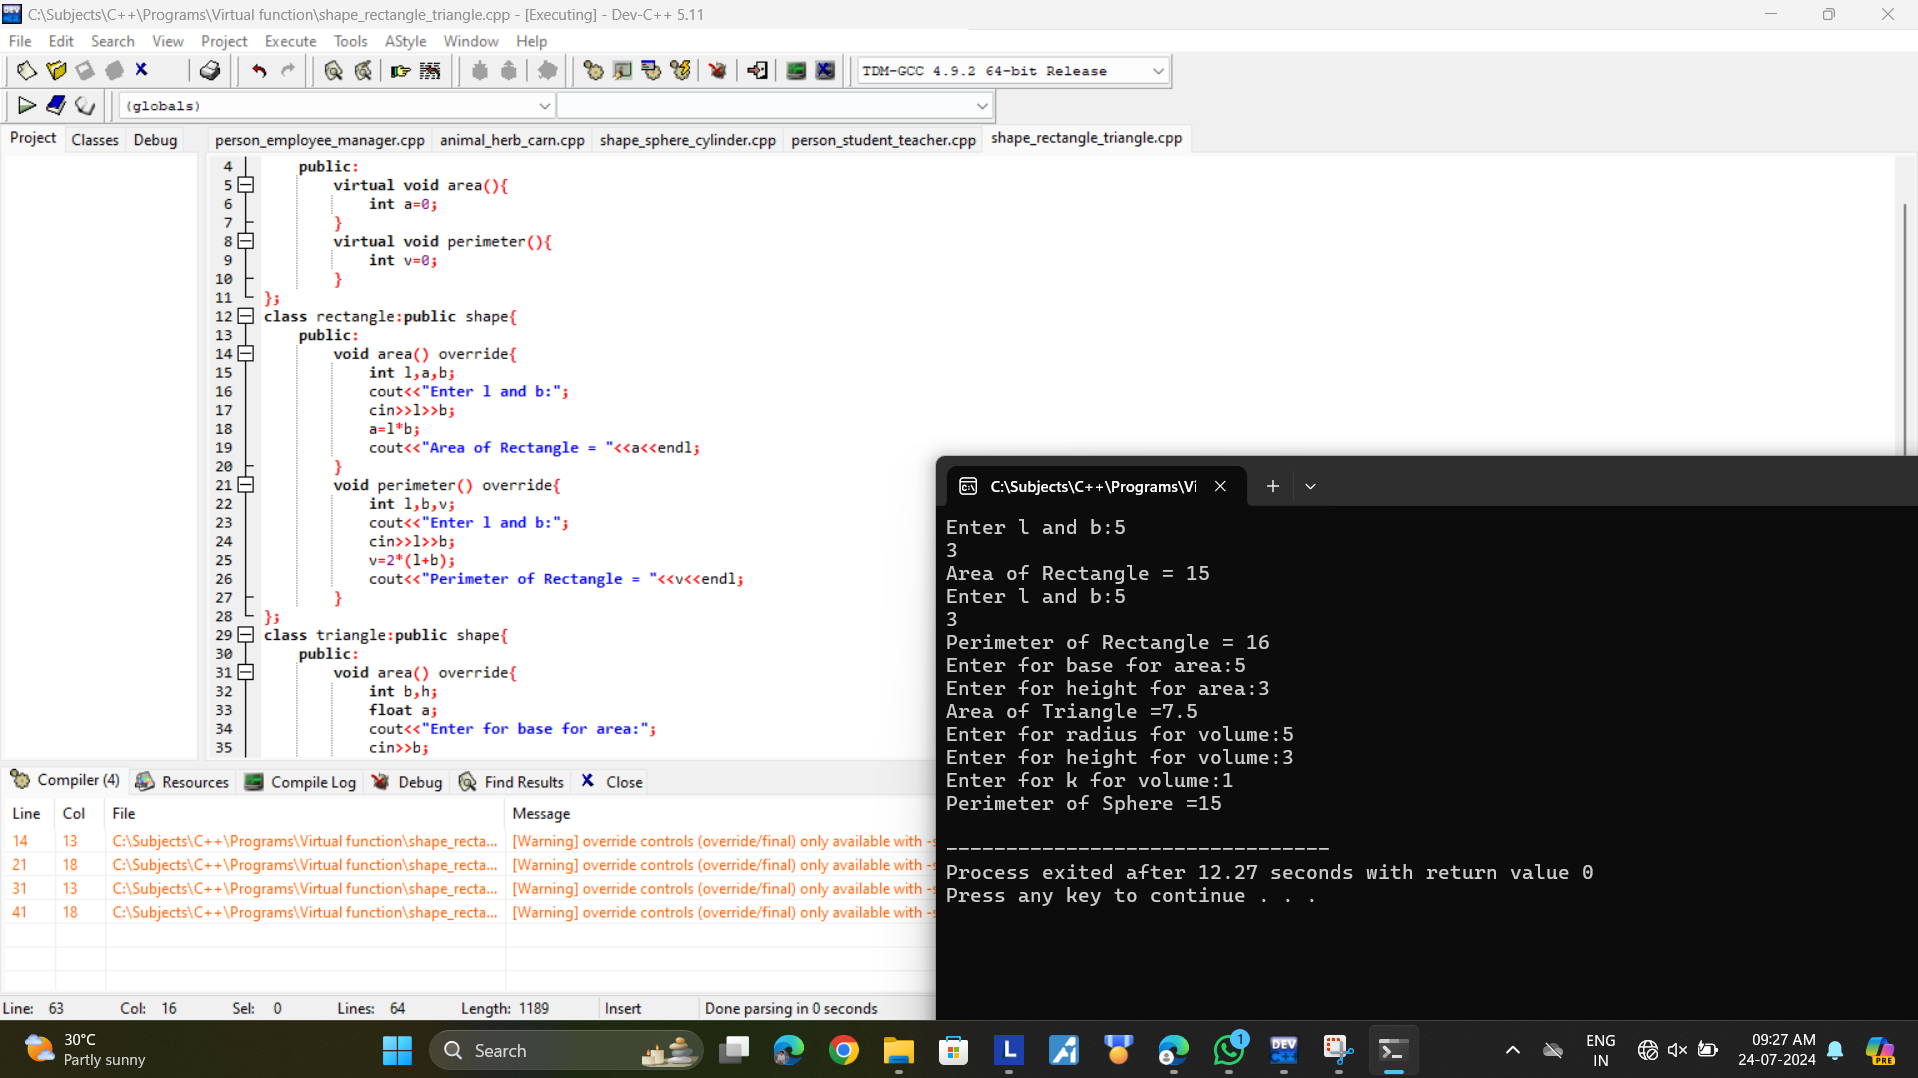 C:\Subjects\C++\Programs\Virtual function\shape_rectangle_triangle.cpp - [Executing] - Dev-C++ 5.11
File Edit Search View Project Execute Tools AStyle Window Help
TDM-GCC 4.9.2 64-bit Release
(globals)
Project Classes Debug person_employee_manager.cpp animal_herb_carn.cpp shape_sphere_cylinder.cpp person_student_teacher.cpp shape_rectangle_triangle.cpp
4 public:
5 virtual void area(){
6 int a=0;
7 }
8 virtual void perimeter(){
9 int v=0;
10 }
11 };
12 class rectangle:public shape{
13 public:
14 void area() override{
15 int l,a,b;
16 cout<<"Enter l and b:";
17 cin>>l>>b;
18 a=l*b;
19 cout<<"Area of Rectangle = "<<a<<endl;
20 }
21 void perimeter() override{
22 int l,b,v;
23 cout<<"Enter l and b:";
24 cin>>l>>b;
25 v=2*(l+b);
26 cout<<"Perimeter of Rectangle = "<<v<<endl;
27 }
28 };
29 class triangle:public shape{
30 public:
31 void area() override{
32 int b,h;
33 float a;
34 cout<<"Enter for base for area:";
35 cin>>b;
C:\Subjects\C++\Programs\Vi
Enter l and b:5
3
Area of Rectangle = 15
Enter l and b:5
3
Perimeter of Rectangle = 16
Enter for base for area:5
Enter for height for area:3
Area of Triangle =7.5
Enter for radius for volume:5
Enter for height for volume:3
Enter for k for volume:1
Perimeter of Sphere =15
--------------------------------
Process exited after 12.27 seconds with return value 0
Press any key to continue . . .
Compiler (4) Resources Compile Log Debug Find Results Close
Line Col File Message
14 13 C:\Subjects\C++\Programs\Virtual function\shape_recta... [Warning] override controls (override/final) only available with -s
21 18 C:\Subjects\C++\Programs\Virtual function\shape_recta... [Warning] override controls (override/final) only available with -s
31 13 C:\Subjects\C++\Programs\Virtual function\shape_recta... [Warning] override controls (override/final) only available with -s
41 18 C:\Subjects\C++\Programs\Virtual function\shape_recta... [Warning] override controls (override/final) only available with -s
Line: 63 Col: 16 Sel: 0 Lines: 64 Length: 1189 Insert Done parsing in 0 seconds
30°C
Partly sunny
Search
L
1
DEV
ENG
IN
09:27 AM
24-07-2024
PRE